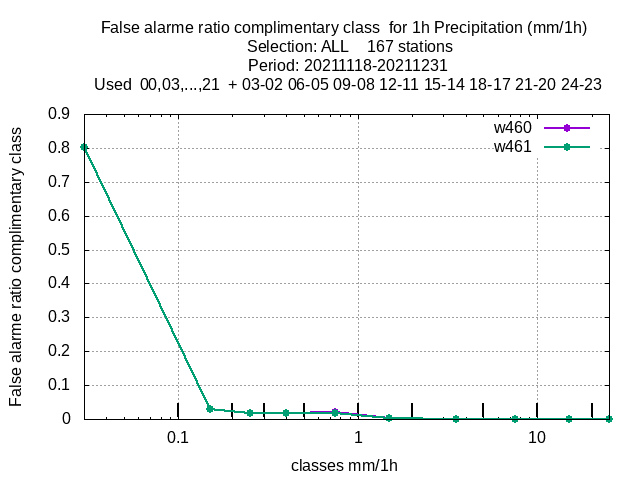 False alarme ratio complimentary class  for 1h Precipitation (mm/1h)
Selection: ALL    167 stations
Period: 20211118-20211231
Used  00,03,...,21  + 03-02 06-05 09-08 12-11 15-14 18-17 21-20 24-23
False alarme ratio complimentary class
0.9
0.8
0.7
0.6
0.5
0.4
0.3
0.2
0.1
0
w460
w461
0.1 1 10
classes mm/1h